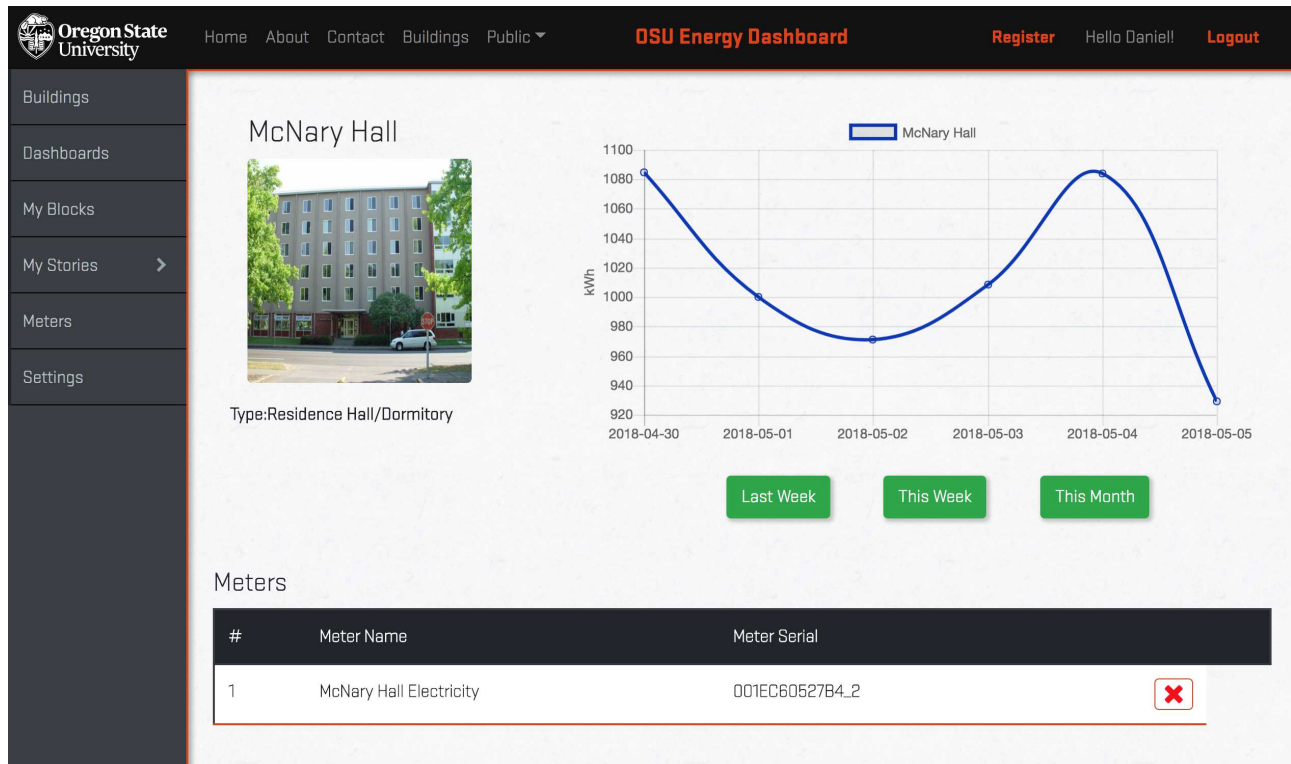 Oregon State
University
Home About Contact Buildings Public
OSU Energy Dashboard
Register Hello Daniel! Logout
Buildings
Dashboards
My Blocks
My Stories
Meters
Settings
McNary Hall
STOP
Type:Residence Hall/Dormitory
McNary Hall
kWh
1100
1080
1060
1040
1020
1000
980
960
940
920
2018-04-30 2018-05-01 2018-05-02 2018-05-03 2018-05-04 2018-05-05
Last Week This Week This Month
Meters
# Meter Name Meter Serial
1 McNary Hall Electricity 001EC60527B4_2